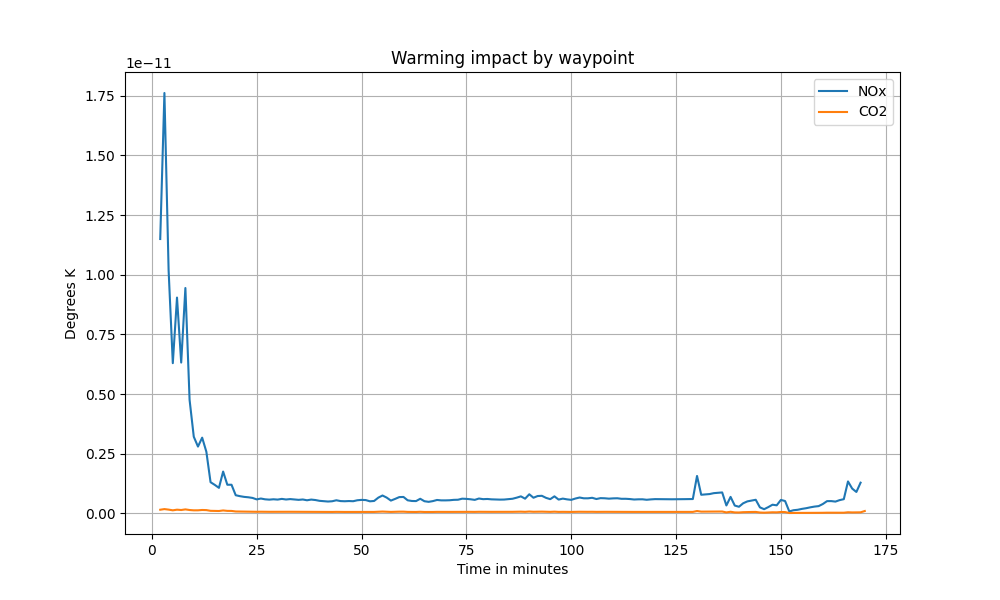 Warming impact by waypoint
1e−11
NOx
CO2
1.75
1.50
1.25
1.00
0.75
0.50
0.25
0.00
Degrees K
0 25 50 75 100 125 150 175
Time in minutes